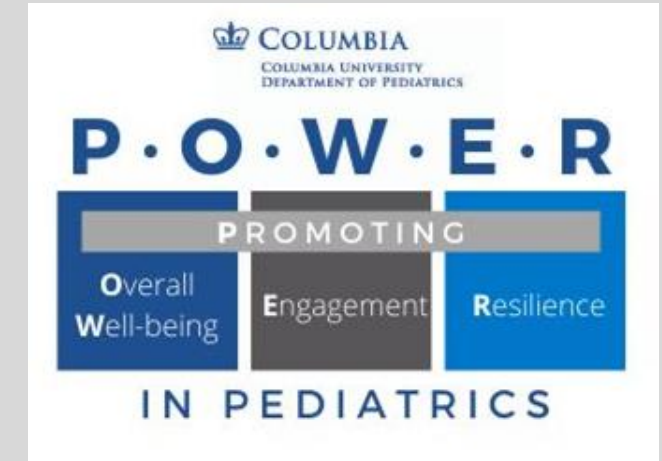 COLUMBIA
COLUMBIA UNIVERSITY
DEPARTMENT OF PEDIATRICS
P·O·W·E·R
PROMOTING
Overall
Well-being
Engagement
Resilience
IN PEDIATRICS